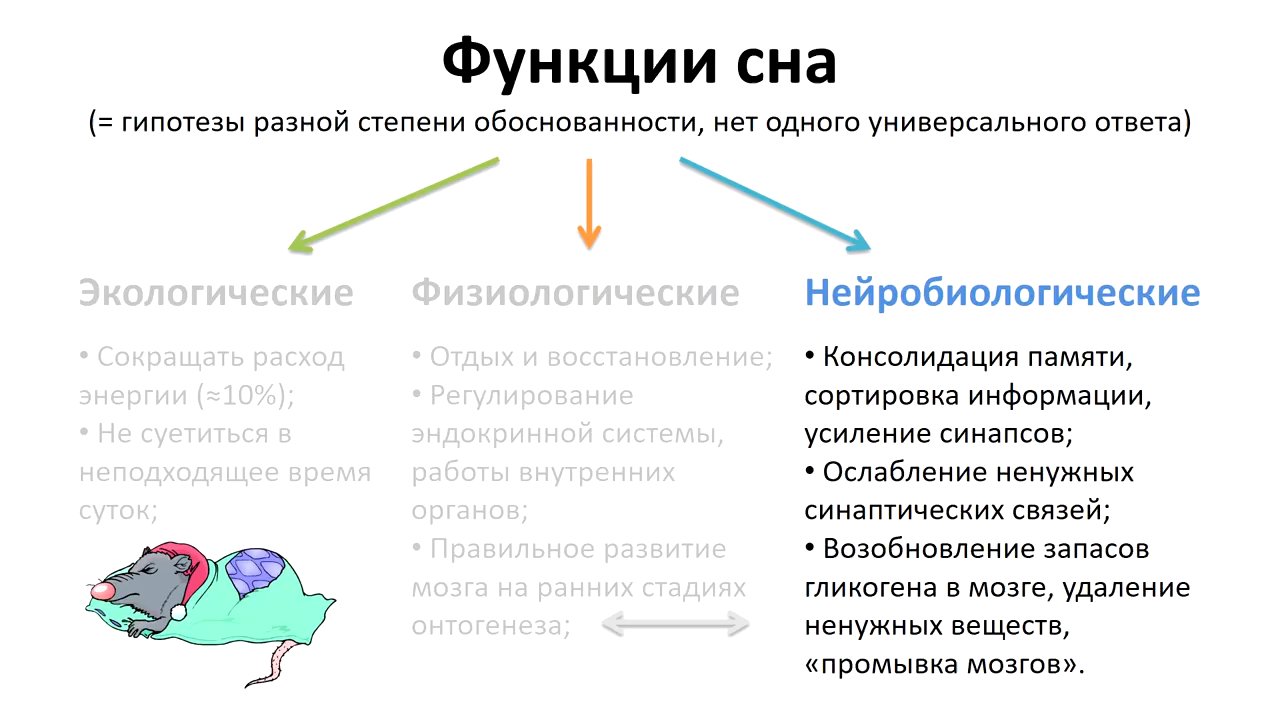 Функции сна
(= гипотезы разной степени обоснованности, нет одного универсального ответа)
Экологические
• Сокращать расход
энергии (≈10%);
• Не суетиться в
неподходящее время
суток;
Физиологические
• Отдых и восстановление;
• Регулирование
эндокринной системы,
работы внутренних
органов;
• Правильное развитие
мозга на ранних стадиях
онтогенеза;
Нейробиологические
• Консолидация памяти,
сортировка информации,
усиление синапсов;
• Ослабление ненужных
синаптических связей;
• Возобновление запасов
гликогена в мозге, удаление
ненужных веществ,
«промывка мозгов».